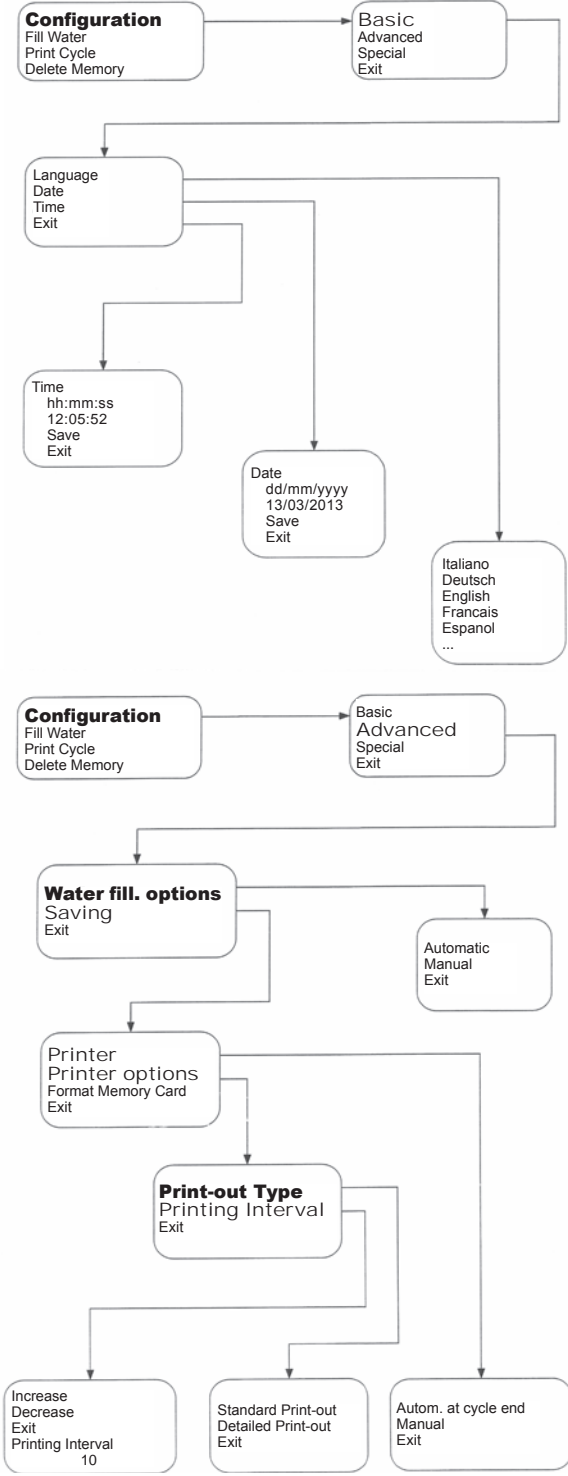 Configuration
Fill Water
Print Cycle
Delete Memory
Basic
Advanced
Special
Exit
Language
Date
Time
Exit
Time
hh:mm:ss
12:05:52
Save
Exit
Date
dd/mm/yyyy
13/03/2013
Save
Exit
Italiano
Deutsch
English
Francais
Espanol
...
Configuration
Fill Water
Print Cycle
Delete Memory
Basic
Advanced
Special
Exit
Water fill. options
Saving
Exit
Automatic
Manual
Exit
Printer
Printer options
Format Memory Card
Exit
Print-out Type
Printing Interval
Exit
Increase
Decrease
Exit
Printing Interval
10
Standard Print-out
Detailed Print-out
Exit
Autom. at cycle end
Manual
Exit